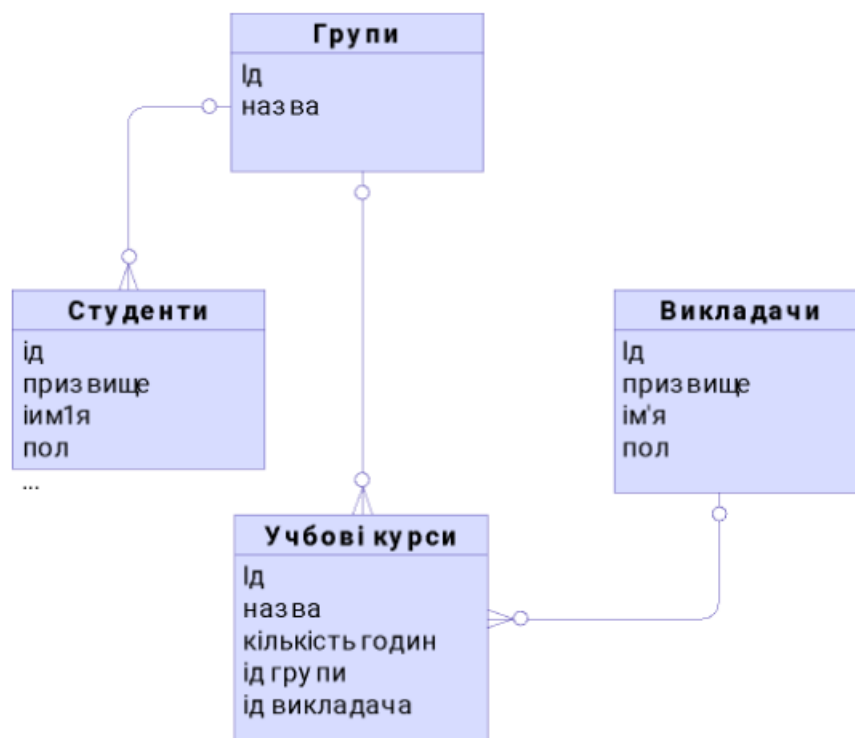 Групи
Ід
назва
Студенти
ід
призвище
іим1я
пол
...
Викладачи
Ід
призвище
ім'я
пол
Учбові курси
Ід
назва
кількість годин
ід групи
ід викладача